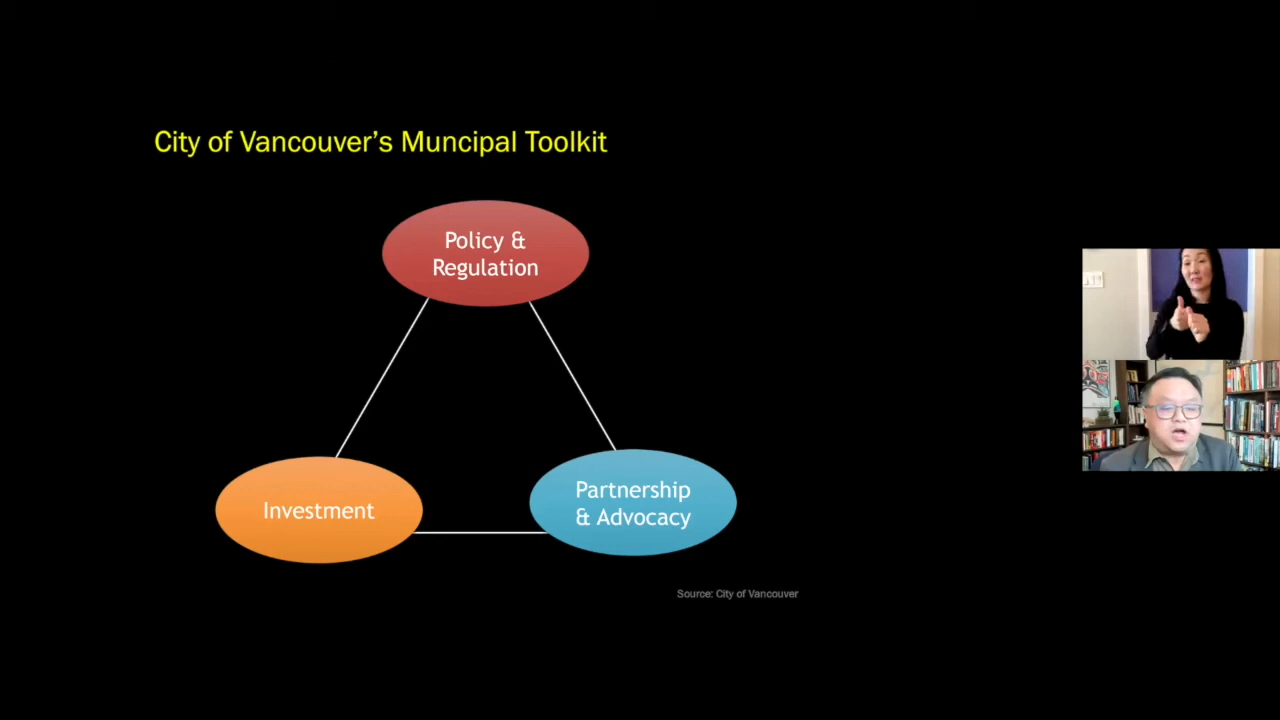 City of Vancouver’s Muncipal Toolkit
Policy &
Regulation
Investment
Partnership
& Advocacy
Source: City of Vancouver